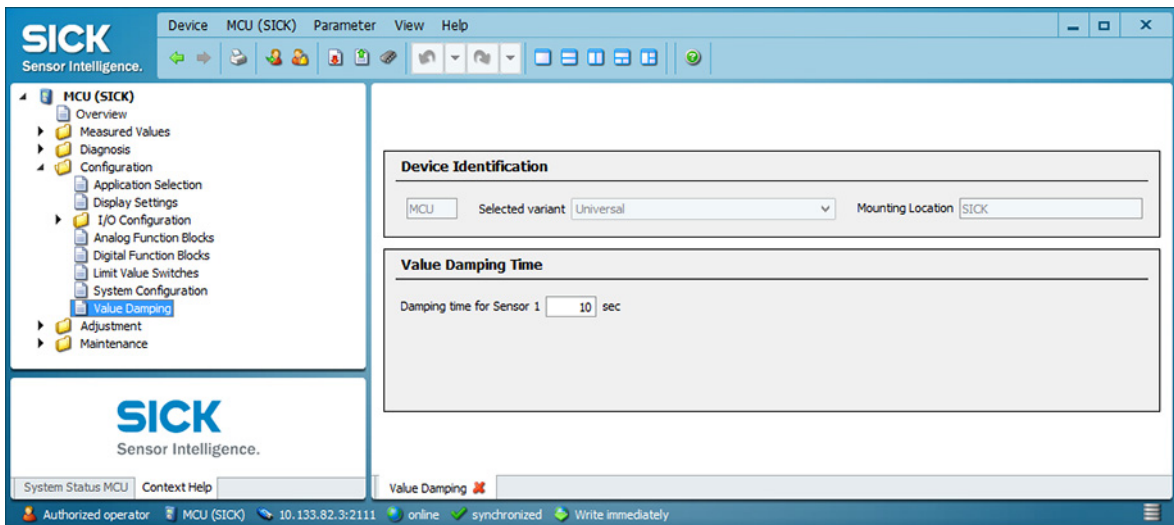 SICK
Sensor Intelligence.
Device MCU (SICK) Parameter View Help
MCU (SICK)
Overview
Measured Values
Diagnosis
Configuration
Application Selection
Display Settings
I/O Configuration
Analog Function Blocks
Digital Function Blocks
Limit Value Switches
System Configuration
Value Damping
Adjustment
Maintenance
SICK
Sensor Intelligence.
System Status MCU Context Help
Device Identification
MCU Selected variant Universal Mounting Location SICK
Value Damping Time
Damping time for Sensor 1 10 sec
Value Damping
Authorized operator MCU (SICK) 10.133.82.3:2111 online synchronized Write immediately